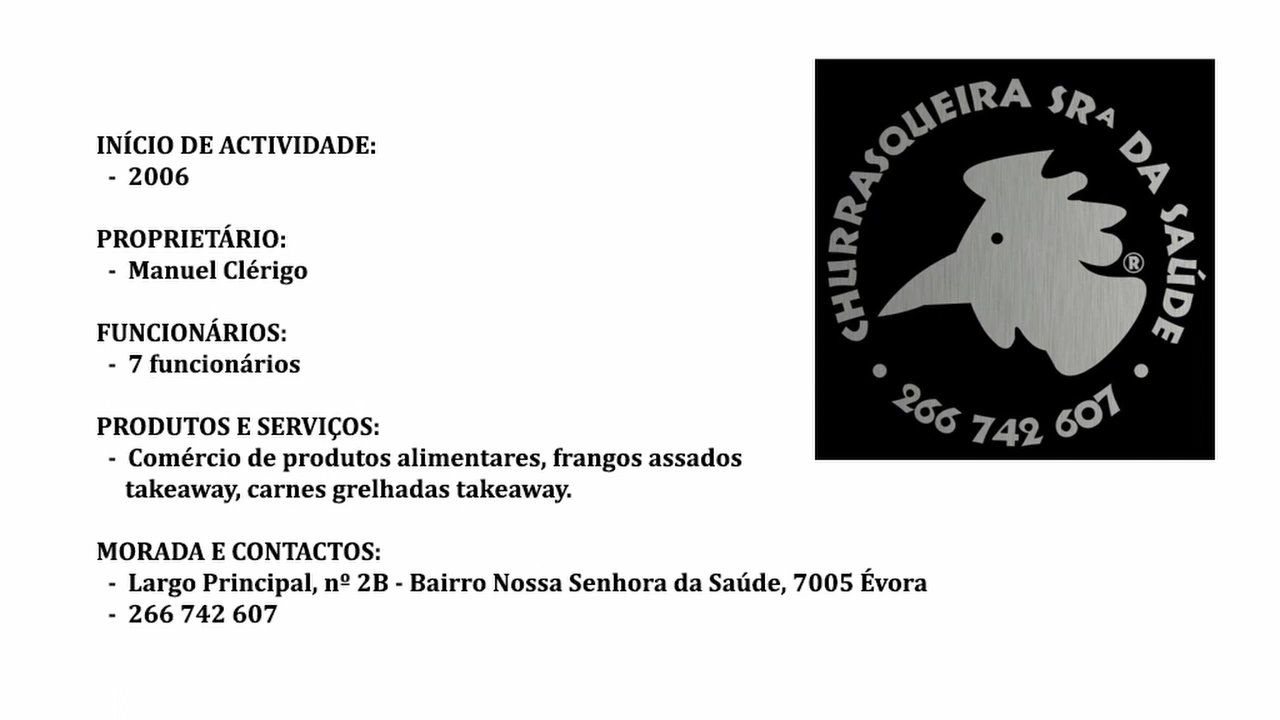 INÍCIO DE ACTIVIDADE:
- 2006
PROPRIETÁRIO:
- Manuel Clérigo
FUNCIONÁRIOS:
- 7 funcionários
PRODUTOS E SERVIÇOS:
- Comércio de produtos alimentares, frangos assados
takeaway, carnes grelhadas takeaway.
MORADA E CONTACTOS:
- Largo Principal, nº 2B - Bairro Nossa Senhora da Saúde, 7005 Évora
- 266 742 607
CHURRASQUEIRA SRª DA SAÚDE
®
• 266 742 607 •